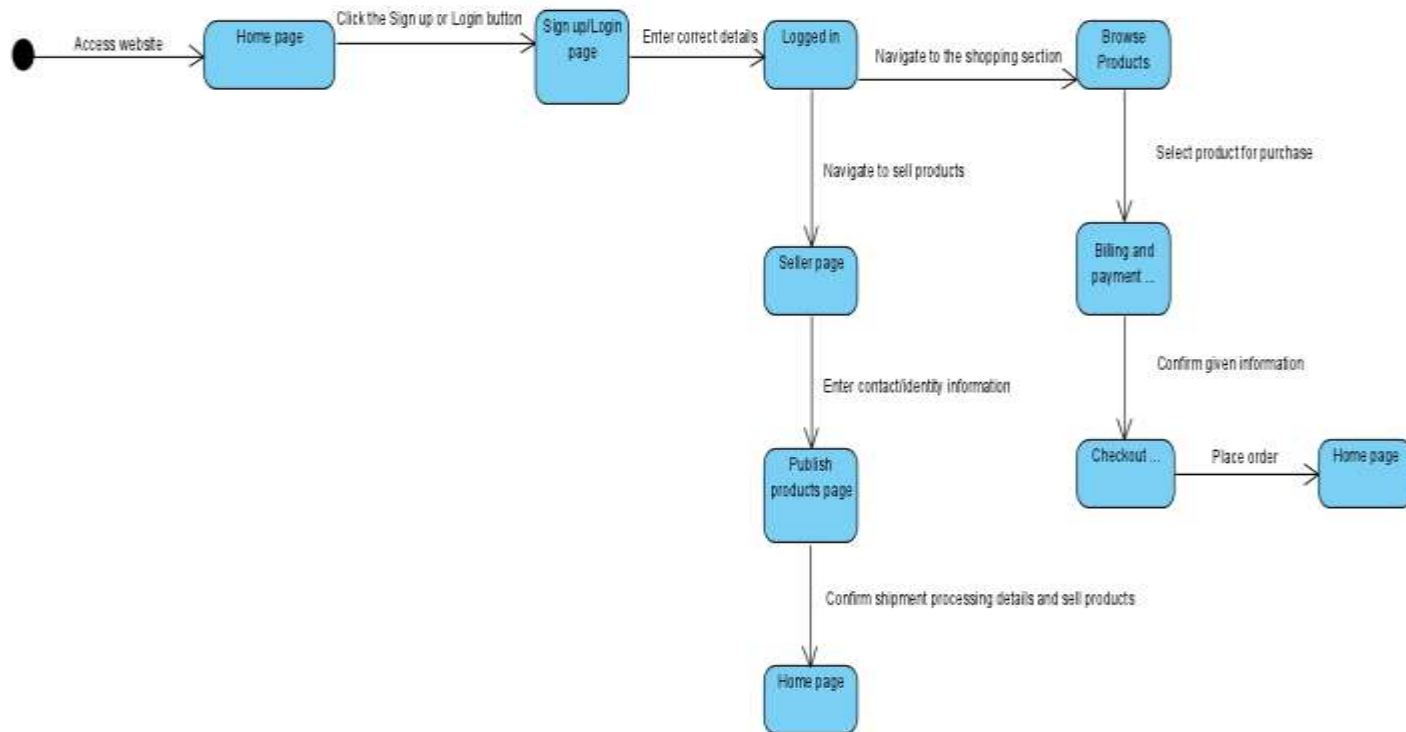 Access website
Home page
Click the Sign up or Login button
Sign up/Login
page
Enter correct details
Logged in
Navigate to the shopping section
Browse
Products
Navigate to sell products
Select product for purchase
Seller page
Billing and
payment ...
Enter contact/identity information
Confirm given information
Publish
products page
Checkout ...
Place order
Home page
Confirm shipment processing details and sell products
Home page